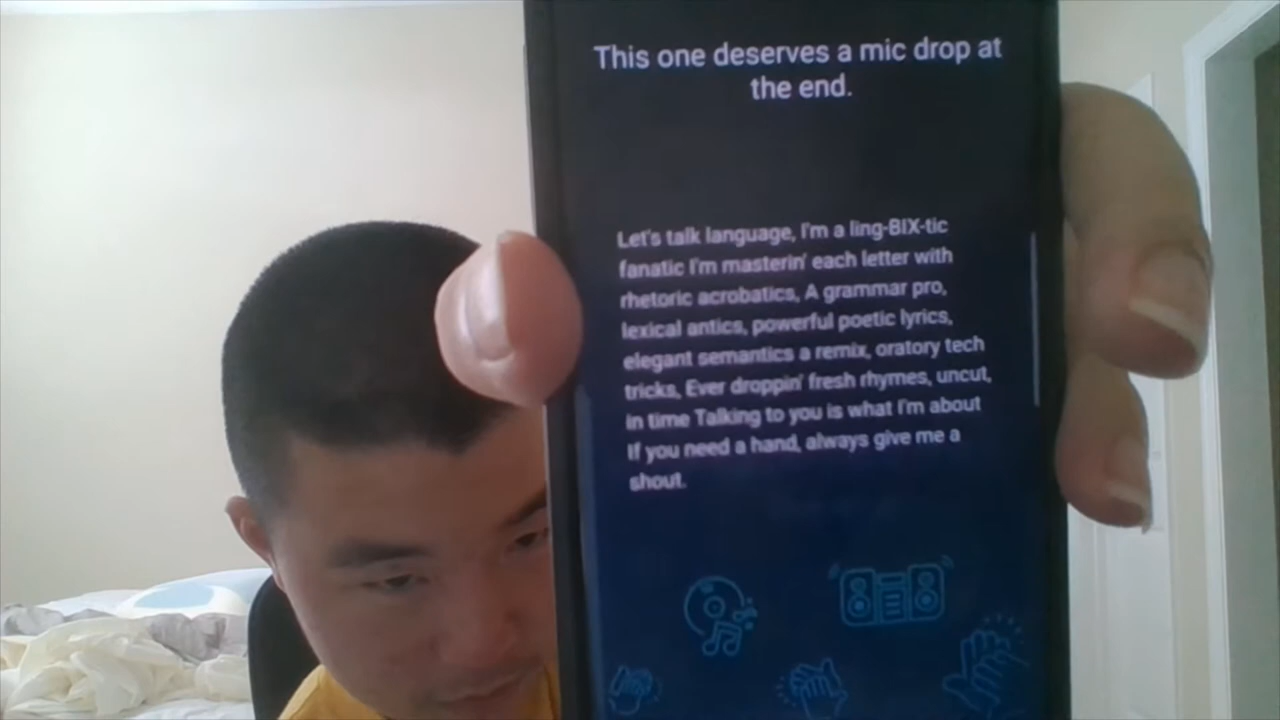 This one deserves a mic drop at
the end.
Let's talk language, I'm a ling-BIX-tic
fanatic I'm masterin' each letter with
rhetoric acrobatics, A grammar pro,
lexical antics, powerful poetic lyrics,
elegant semantics a remix, oratory tech
tricks, Ever droppin' fresh rhymes, uncut,
in time Talking to you is what I'm about
If you need a hand, always give me a
shout.